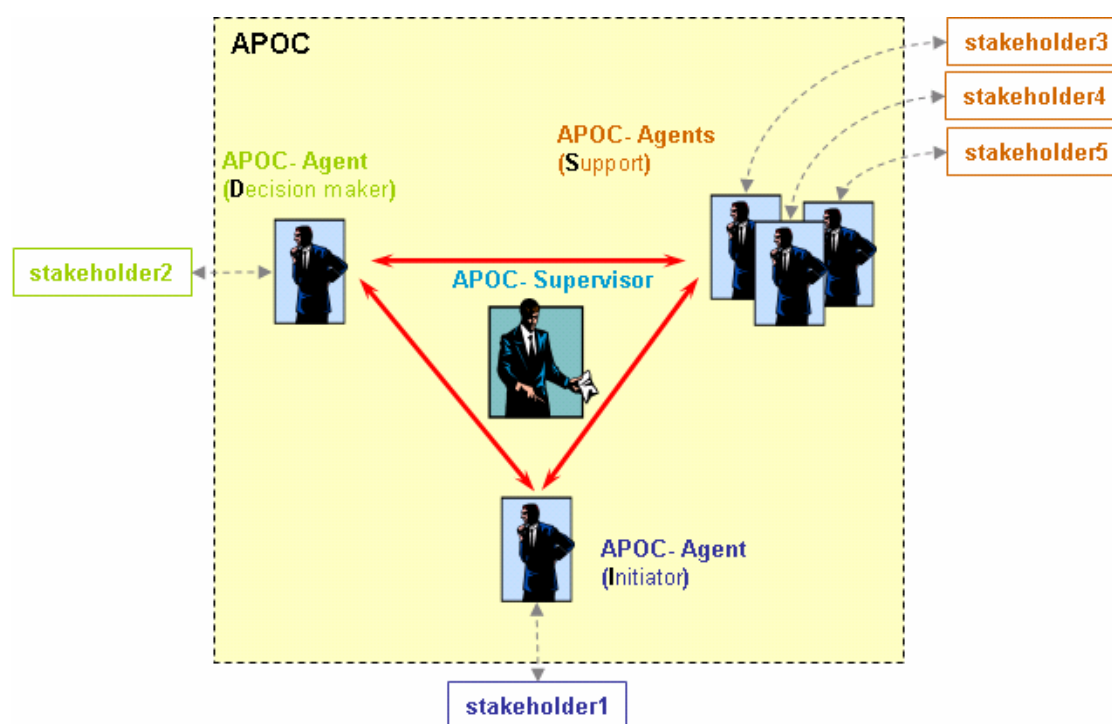 APOC
stakeholder3
stakeholder4
APOC- Agents
(Support)
stakeholder5
APOC- Agent
(Decision maker)
stakeholder2
APOC- Supervisor
APOC- Agent
(Initiator)
stakeholder1